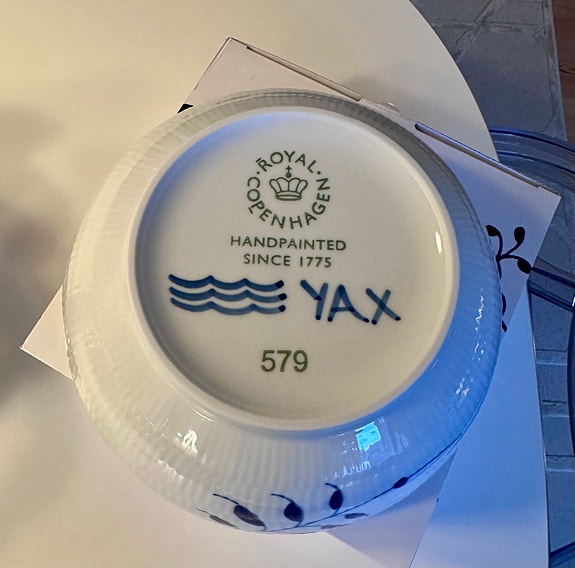 ROYAL
COPENHAGEN
HANDPAINTED
SINCE 1775
YAX
579